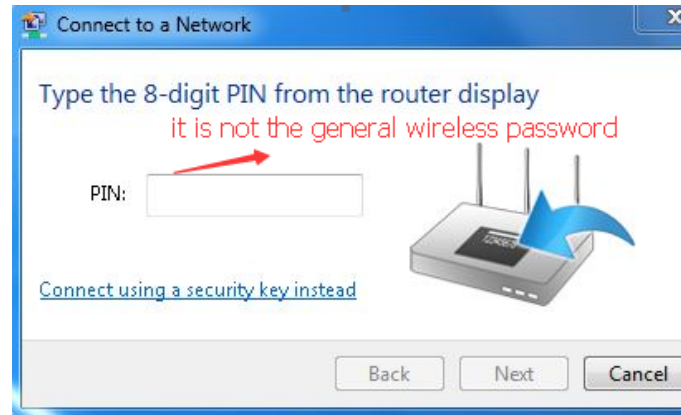 Connect to a Network
Type the 8-digit PIN from the router display
it is not the general wireless password
PIN:
12345670
Connect using a security key instead
Back Next Cancel